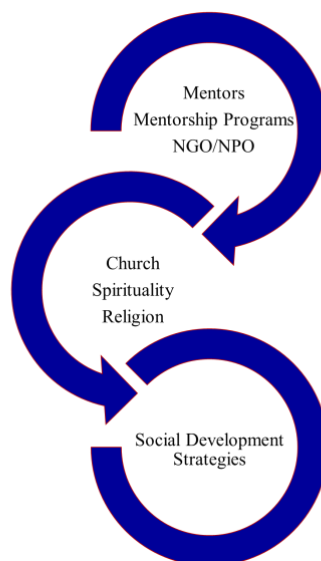 Mentors
Mentorship Programs
NGO/NPO
Church
Spirituality
Religion
Social Development
Strategies